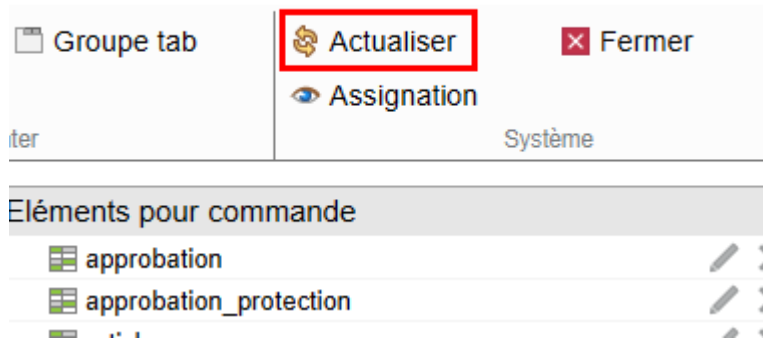 Groupe tab
Actualiser
Fermer
Assignation
Système
Eléments pour commande
approbation
approbation_protection